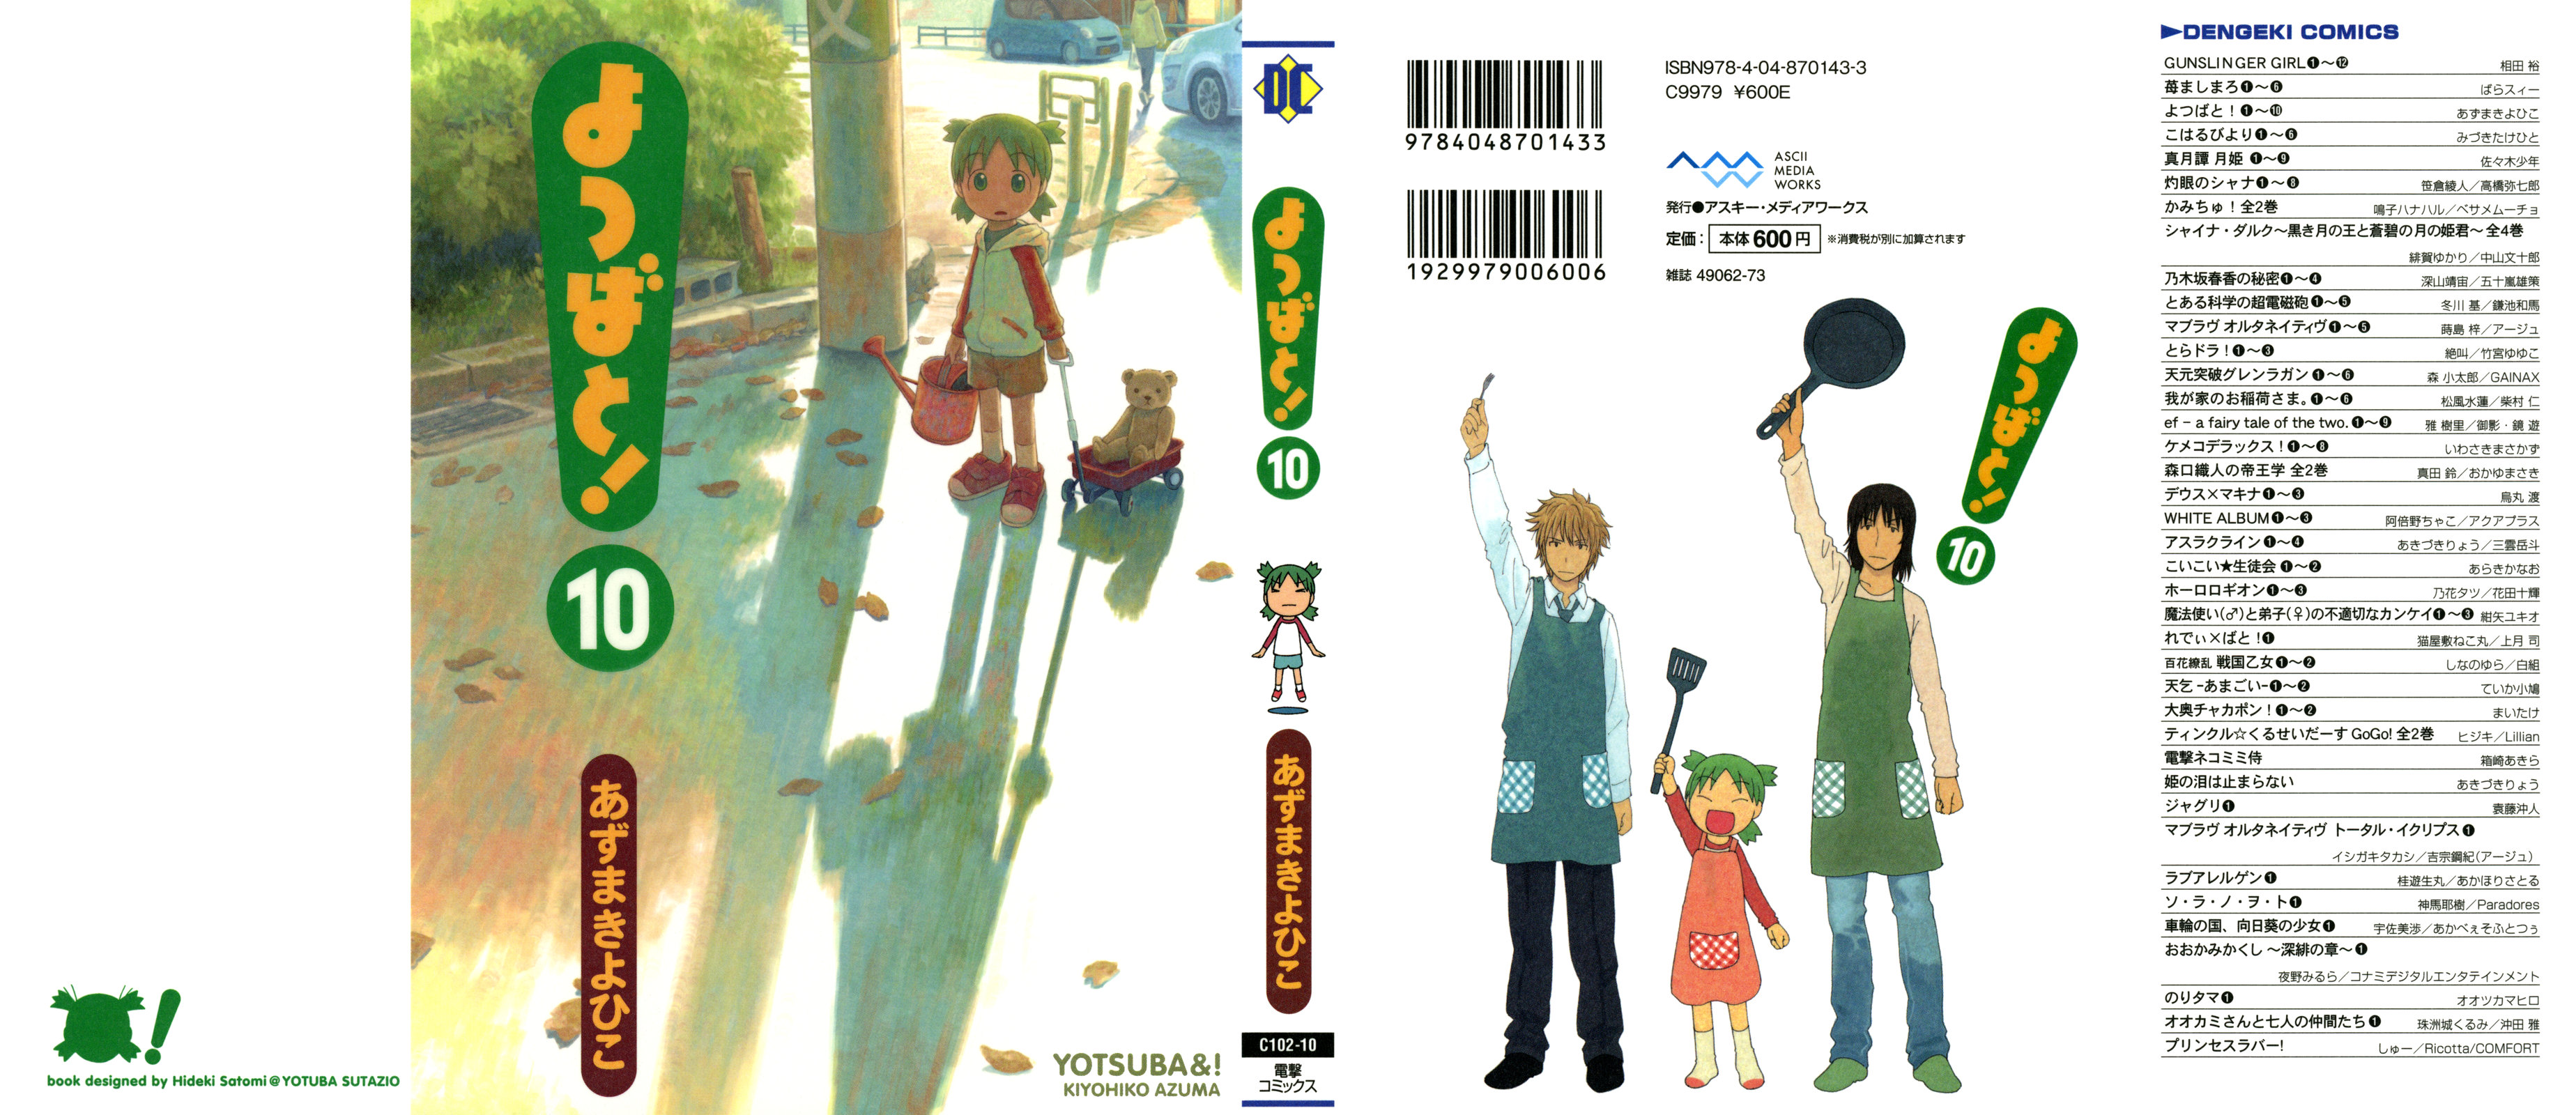 よつばと!
10
あずまきよひこ
YOTSUBA&!
KIYOHIKO AZUMA
book designed by Hideki Satomi@YOTUBA SUTAZIO
DC
よつばと!
10
あずまきよひこ
C102-10
電撃
コミックス
9784048701433
1929979006006
ISBN978-4-04-870143-3
C9979 ¥600E
ASCII
MEDIA
WORKS
発行●アスキー・メディアワークス
定価: 本体600円 ※消費税が別に加算されます
雑誌 49062-73
よつばと!
10
▶DENGEKI COMICS
GUNSLINGER GIRL❶〜⓬ 相田 裕
苺ましまろ❶〜❻ ばらスィー
よつばと!❶〜❿ あずまきよひこ
こはるびより❶〜❻ みづきたけひと
真月譚 月姫 ❶〜❾ 佐々木少年
灼眼のシャナ❶〜❽ 笹倉綾人/高橋弥七郎
かみちゅ!全2巻 鳴子ハナハル/ベサメムーチョ
シャイナ・ダルク〜黒き月の王と蒼碧の月の姫君〜 全4巻
緋賀ゆかり/中山文十郎
乃木坂春香の秘密❶〜❹ 深山靖宙/五十嵐雄策
とある科学の超電磁砲❶〜❺ 冬川 基/鎌池和馬
マブラヴ オルタネイティヴ❶〜❺ 蒔島 梓/アージュ
とらドラ!❶〜❸ 絶叫/竹宮ゆゆこ
天元突破グレンラガン ❶〜❻ 森 小太郎/GAINAX
我が家のお稲荷さま。❶〜❻ 松風水蓮/柴村 仁
ef − a fairy tale of the two.❶〜❾ 雅 樹里/御影・鏡 遊
ケメコデラックス!❶〜❽ いわさきまさかず
森口織人の帝王学 全2巻 真田 鈴/おかゆまさき
デウス×マキナ❶〜❸ 烏丸 渡
WHITE ALBUM❶〜❸ 阿倍野ちゃこ/アクアプラス
アスラクライン❶〜❹ あきづきりょう/三雲岳斗
こいこい★生徒会 ❶〜❷ あらきかなお
ホーロロギオン❶〜❸ 乃花タツ/花田十輝
魔法使い(♂)と弟子(♀)の不適切なカンケイ❶〜❸ 紺矢ユキオ
れでぃ×ばと!❶ 猫屋敷ねこ丸/上月 司
百花繚乱 戦国乙女❶〜❷ しなのゆら/白組
天乞 -あまごい-❶〜❷ ていか小鳩
大奥チャカポン!❶〜❷ まいたけ
ティンクル☆くるせいだーす GoGo! 全2巻 ヒジキ/Lillian
電撃ネコミミ侍 箱崎あきら
姫の泪は止まらない あきづきりょう
ジャグリ❶ 袁藤沖人
マブラヴ オルタネイティヴ トータル・イクリプス❶
イシガキタカシ/吉宗鋼紀(アージュ)
ラブアレルゲン❶ 桂遊生丸/あかほりさとる
ソ・ラ・ノ・ヲ・ト❶ 神馬耶樹/Paradores
車輪の国、向日葵の少女❶ 宇佐美渉/あかべぇそふとつぅ
おおかみかくし 〜深緋の章〜❶
夜野みるら/コナミデジタルエンタテインメント
のりタマ❶ オオツカマヒロ
オオカミさんと七人の仲間たち❶ 珠洲城くるみ/沖田 雅
プリンセスラバー! しゅー/Ricotta/COMFORT